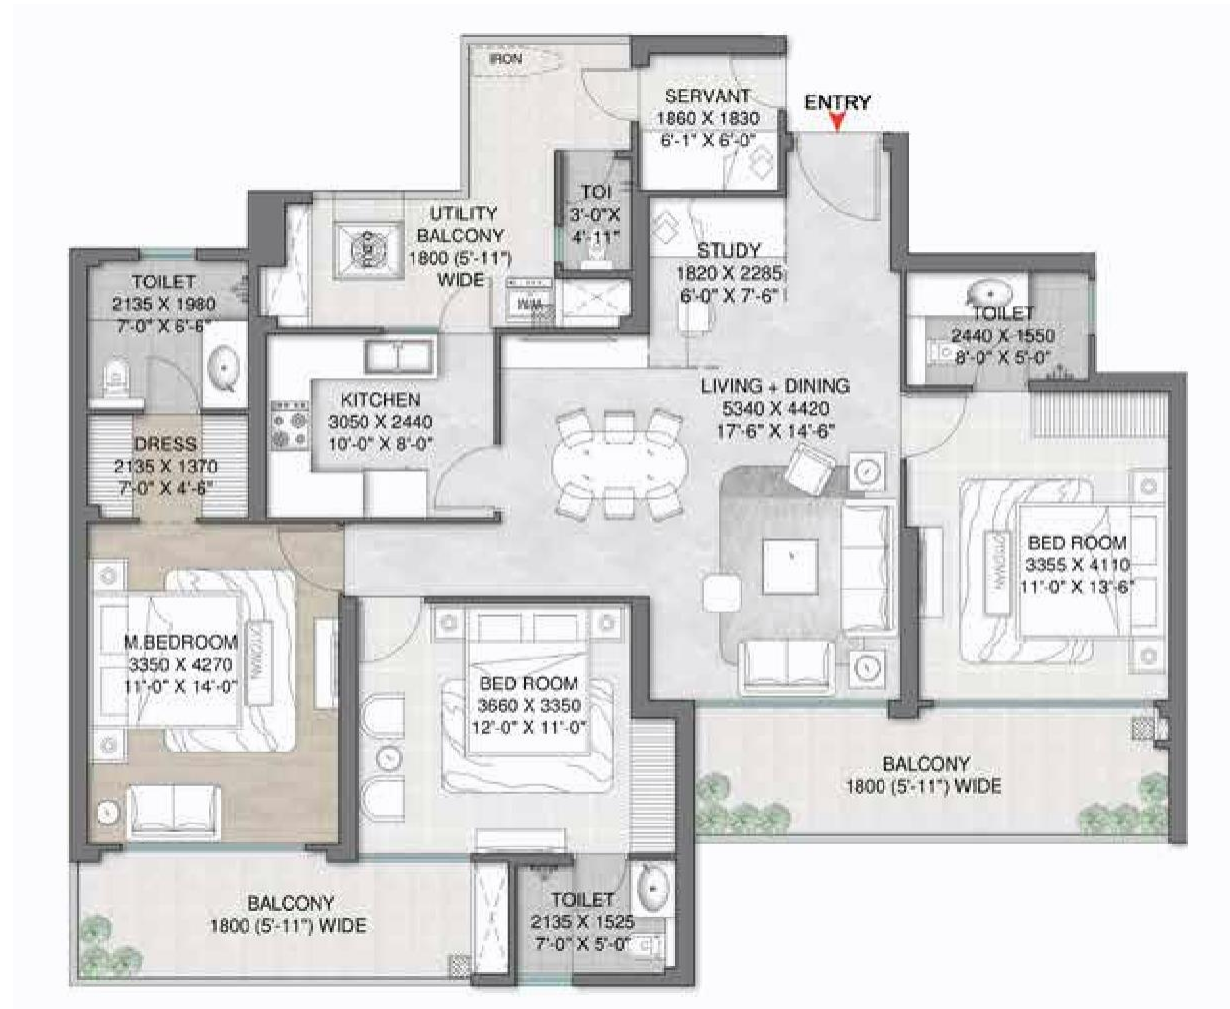 IRON
SERVANT
1860 X 1830
6'-1" X 6'-0"
ENTRY
TOI
3'-0"X
4'-11"
UTILITY
BALCONY
1800 (5'-11")
WIDE
STUDY
1820 X 2285
6'-0" X 7'-6"
TOILET
2135 X 1980
7'-0" X 6'-6"
W/M
TOILET
2440 X 1550
8'-0" X 5'-0"
KITCHEN
3050 X 2440
10'-0" X 8'-0"
LIVING + DINING
5340 X 4420
17'-6" X 14'-6"
DRESS
2135 X 1370
7'-0" X 4'-6"
BED ROOM
3355 X 4110
11'-0" X 13'-6"
OTTOMAN
M.BEDROOM
3350 X 4270
11'-0" X 14'-0"
OTTOMAN
BED ROOM
3660 X 3350
12'-0" X 11'-0"
BALCONY
1800 (5'-11") WIDE
BALCONY
1800 (5'-11") WIDE
TOILET
2135 X 1525
7'-0" X 5'-0"